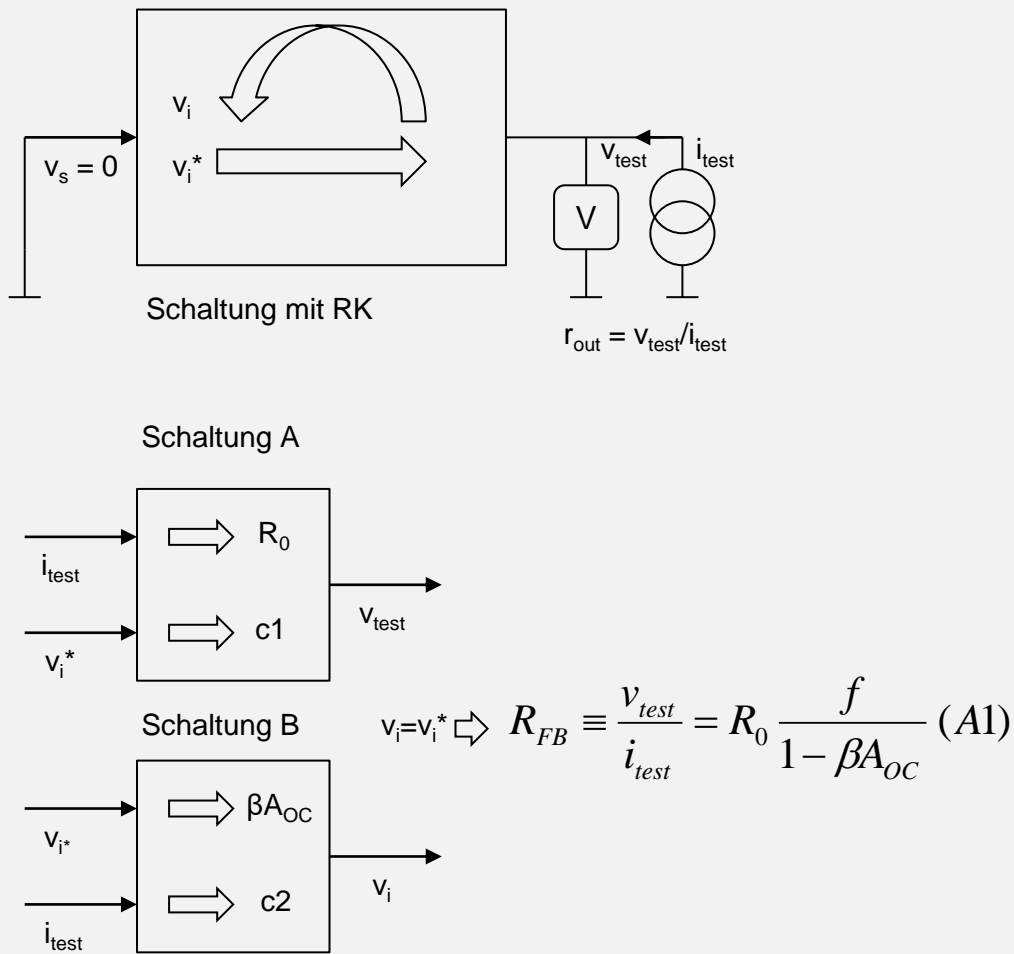 v_i
v_s = 0
v_i*
v_test
i_test
V
Schaltung mit RK
r_out = v_test/i_test
Schaltung A
i_test
R_0
v_test
v_i*
c1
Schaltung B
v_i=v_i* ⇨ R_FB ≡ v_test/i_test = R_0 f/(1 − βA_OC) (A1)
v_i*
βA_OC
v_i
i_test
c2